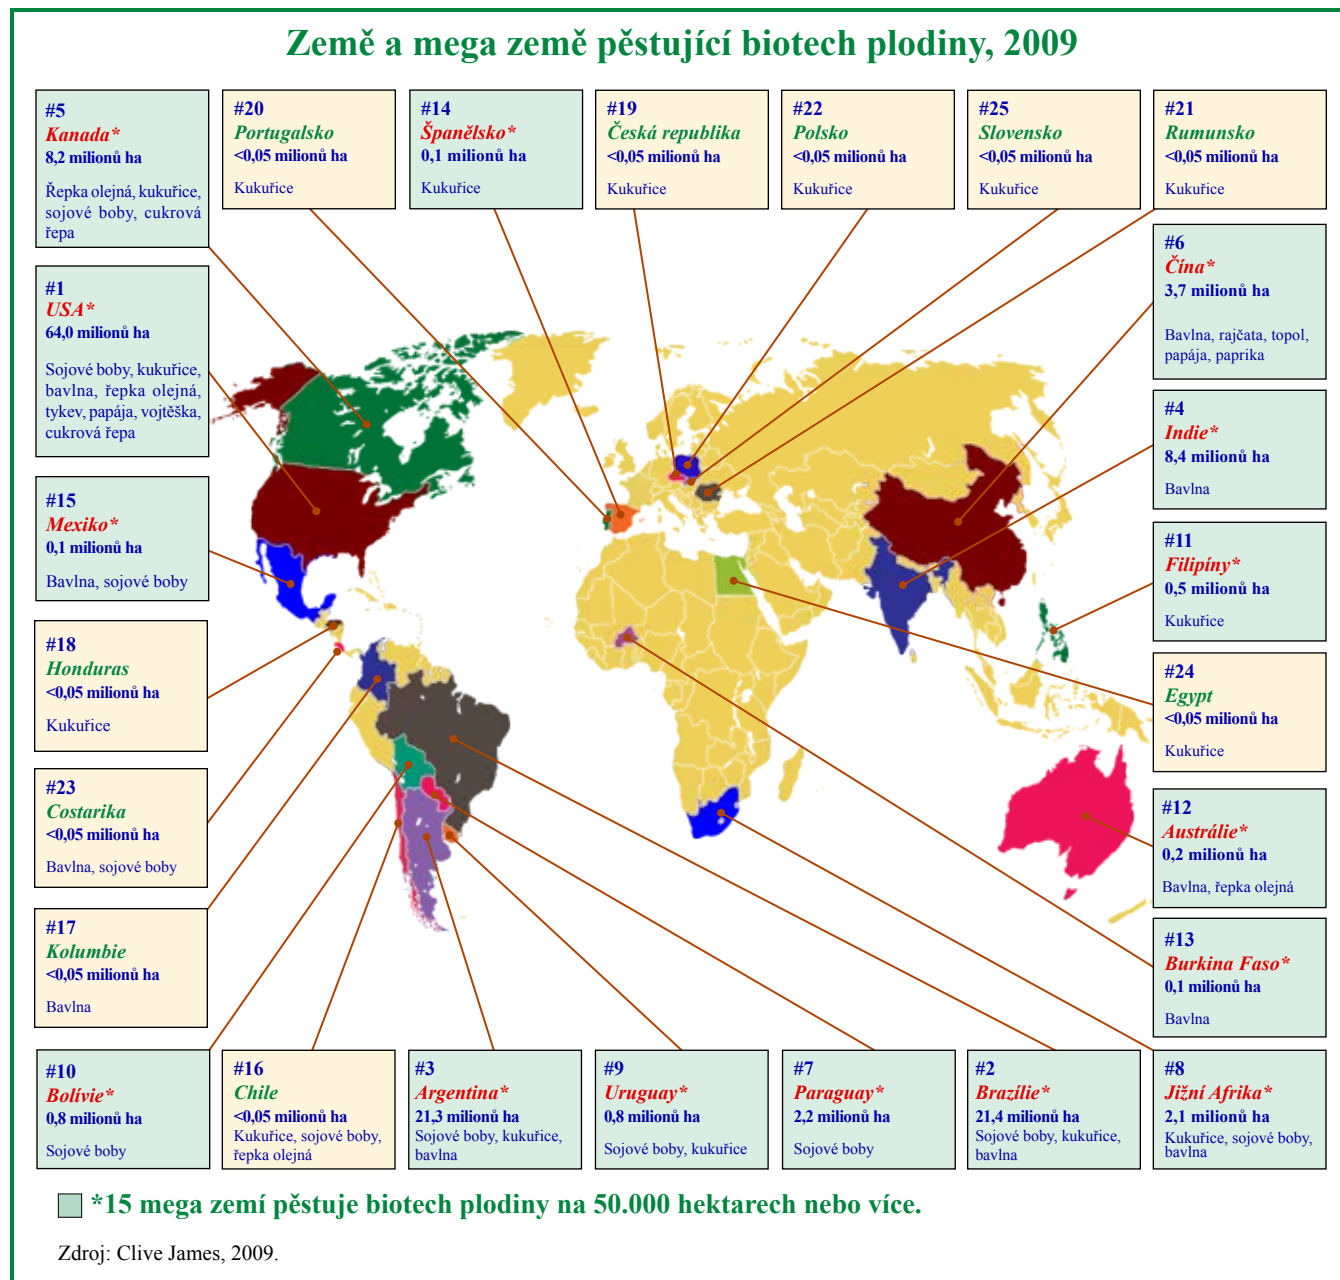 Země a mega země pěstující biotech plodiny, 2009
#5
Kanada*
8,2 milionů ha
Řepka olejná, kukuřice,
sojové boby, cukrová
řepa
#20
Portugalsko
<0,05 milionů ha
Kukuřice
#14
Španělsko*
0,1 milionů ha
Kukuřice
#19
Česká republika
<0,05 milionů ha
Kukuřice
#22
Polsko
<0,05 milionů ha
Kukuřice
#25
Slovensko
<0,05 milionů ha
Kukuřice
#21
Rumunsko
<0,05 milionů ha
Kukuřice
#1
USA*
64,0 milionů ha
Sojové boby, kukuřice,
bavlna, řepka olejná,
tykev, papája, vojtěška,
cukrová řepa
#6
Čína*
3,7 milionů ha
Bavlna, rajčata, topol,
papája, paprika
#4
Indie*
8,4 milionů ha
Bavlna
#15
Mexiko*
0,1 milionů ha
Bavlna, sojové boby
#11
Filipíny*
0,5 milionů ha
Kukuřice
#18
Honduras
<0,05 milionů ha
Kukuřice
#24
Egypt
<0,05 milionů ha
Kukuřice
#23
Costarika
<0,05 milionů ha
Bavlna, sojové boby
#12
Austrálie*
0,2 milionů ha
Bavlna, řepka olejná
#17
Kolumbie
<0,05 milionů ha
Bavlna
#13
Burkina Faso*
0,1 milionů ha
Bavlna
#10
Bolívie*
0,8 milionů ha
Sojové boby
#16
Chile
<0,05 milionů ha
Kukuřice, sojové boby,
řepka olejná
#3
Argentina*
21,3 milionů ha
Sojové boby, kukuřice,
bavlna
#9
Uruguay*
0,8 milionů ha
Sojové boby, kukuřice
#7
Paraguay*
2,2 milionů ha
Sojové boby
#2
Brazílie*
21,4 milionů ha
Sojové boby, kukuřice,
bavlna
#8
Jižní Afrika*
2,1 milionů ha
Kukuřice, sojové boby,
bavlna
*15 mega zemí pěstuje biotech plodiny na 50.000 hektarech nebo více.
Zdroj: Clive James, 2009.